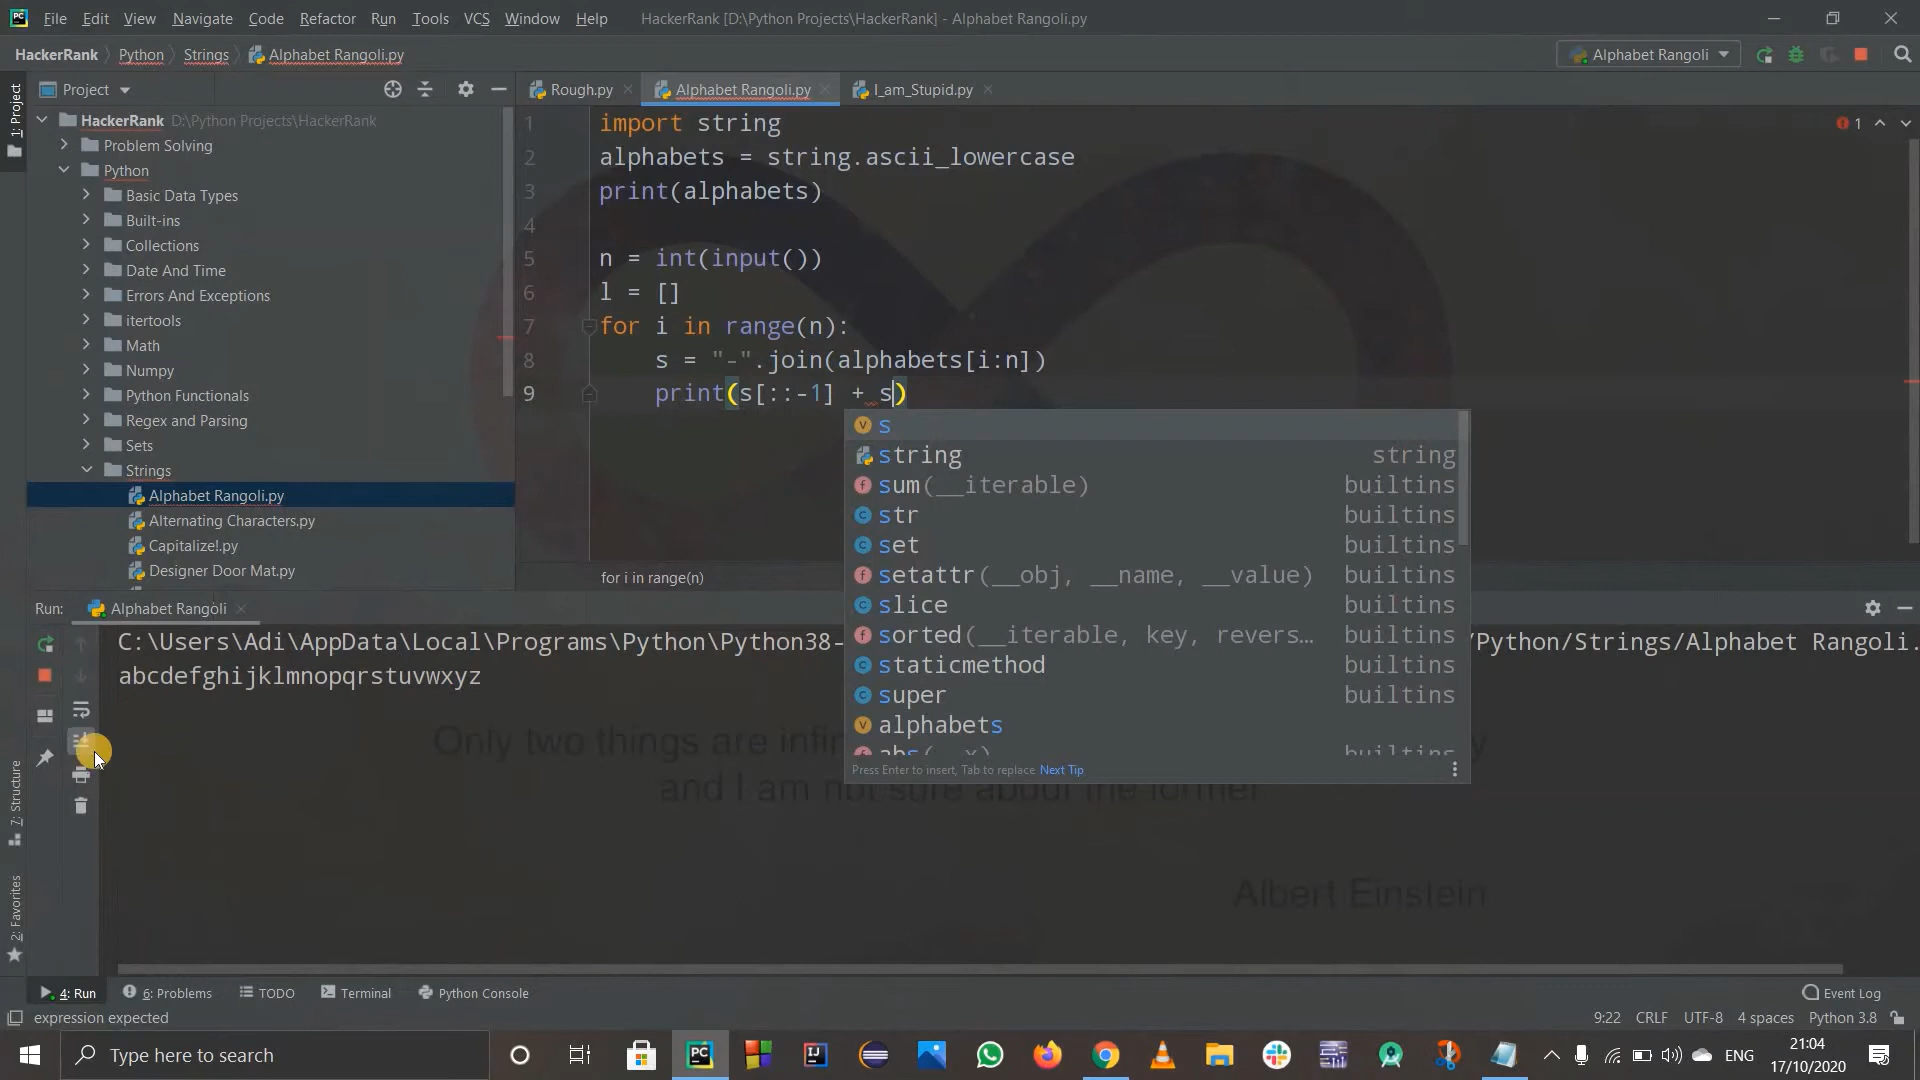 File Edit View Navigate Code Refactor Run Tools VCS Window Help HackerRank [D:\Python Projects\HackerRank] - Alphabet Rangoli.py
HackerRank Python Strings Alphabet Rangoli.py Alphabet Rangoli
1: Project
Project
Rough.py Alphabet Rangoli.py I_am_Stupid.py
HackerRank D:\Python Projects\HackerRank
Problem Solving
Python
Basic Data Types
Built-ins
Collections
Date And Time
Errors And Exceptions
itertools
Math
Numpy
Python Functionals
Regex and Parsing
Sets
Strings
Alphabet Rangoli.py
Alternating Characters.py
Capitalize!.py
Designer Door Mat.py
1 import string
2 alphabets = string.ascii_lowercase
3 print(alphabets)
4
5 n = int(input())
6 l = []
7 for i in range(n):
8 s = "-".join(alphabets[i:n])
9 print(s[::-1] + s)
1
s
string string
sum(__iterable) builtins
str builtins
set builtins
setattr(__obj, __name, __value) builtins
slice builtins
sorted(__iterable, key, revers… builtins
staticmethod builtins
super builtins
alphabets
abs(__x) builtins
Press Enter to insert, Tab to replace Next Tip
for i in range(n)
Run: Alphabet Rangoli
C:\Users\Adi\AppData\Local\Programs\Python\Python38- /Python/Strings/Alphabet Rangoli.
abcdefghijklmnopqrstuvwxyz
Only two things are infin
and I am not sure about the former
Albert Einstein
7: Structure
2: Favorites
4: Run 6: Problems TODO Terminal Python Console Event Log
expression expected 9:22 CRLF UTF-8 4 spaces Python 3.8
Type here to search ENG 21:04
17/10/2020